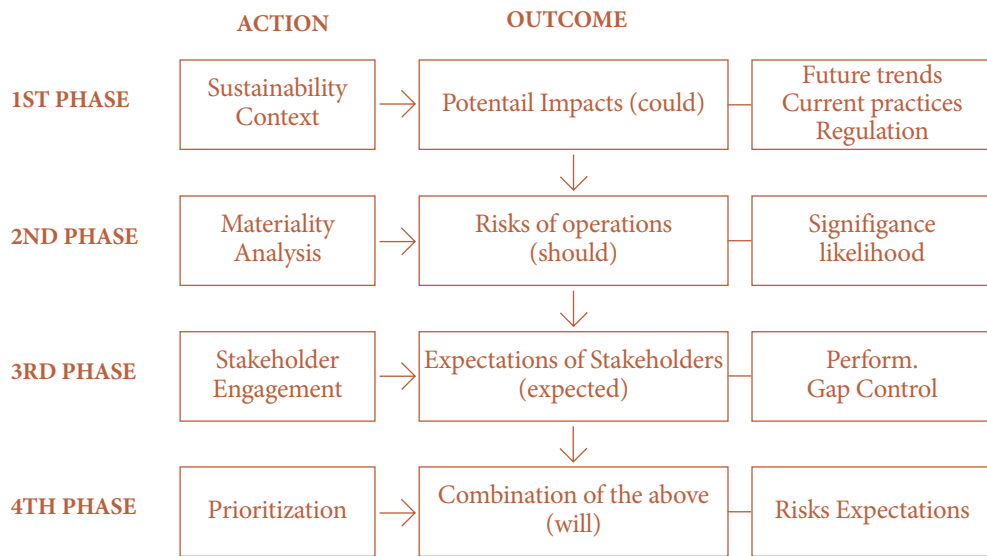 ACTION
OUTCOME
1ST PHASE
Sustainability
Context
Potentail Impacts (could)
Future trends
Current practices
Regulation
2ND PHASE
Materiality
Analysis
Risks of operations
(should)
Signifigance
likelihood
3RD PHASE
Stakeholder
Engagement
Expectations of Stakeholders
(expected)
Perform.
Gap Control
4TH PHASE
Prioritization
Combination of the above
(will)
Risks Expectations